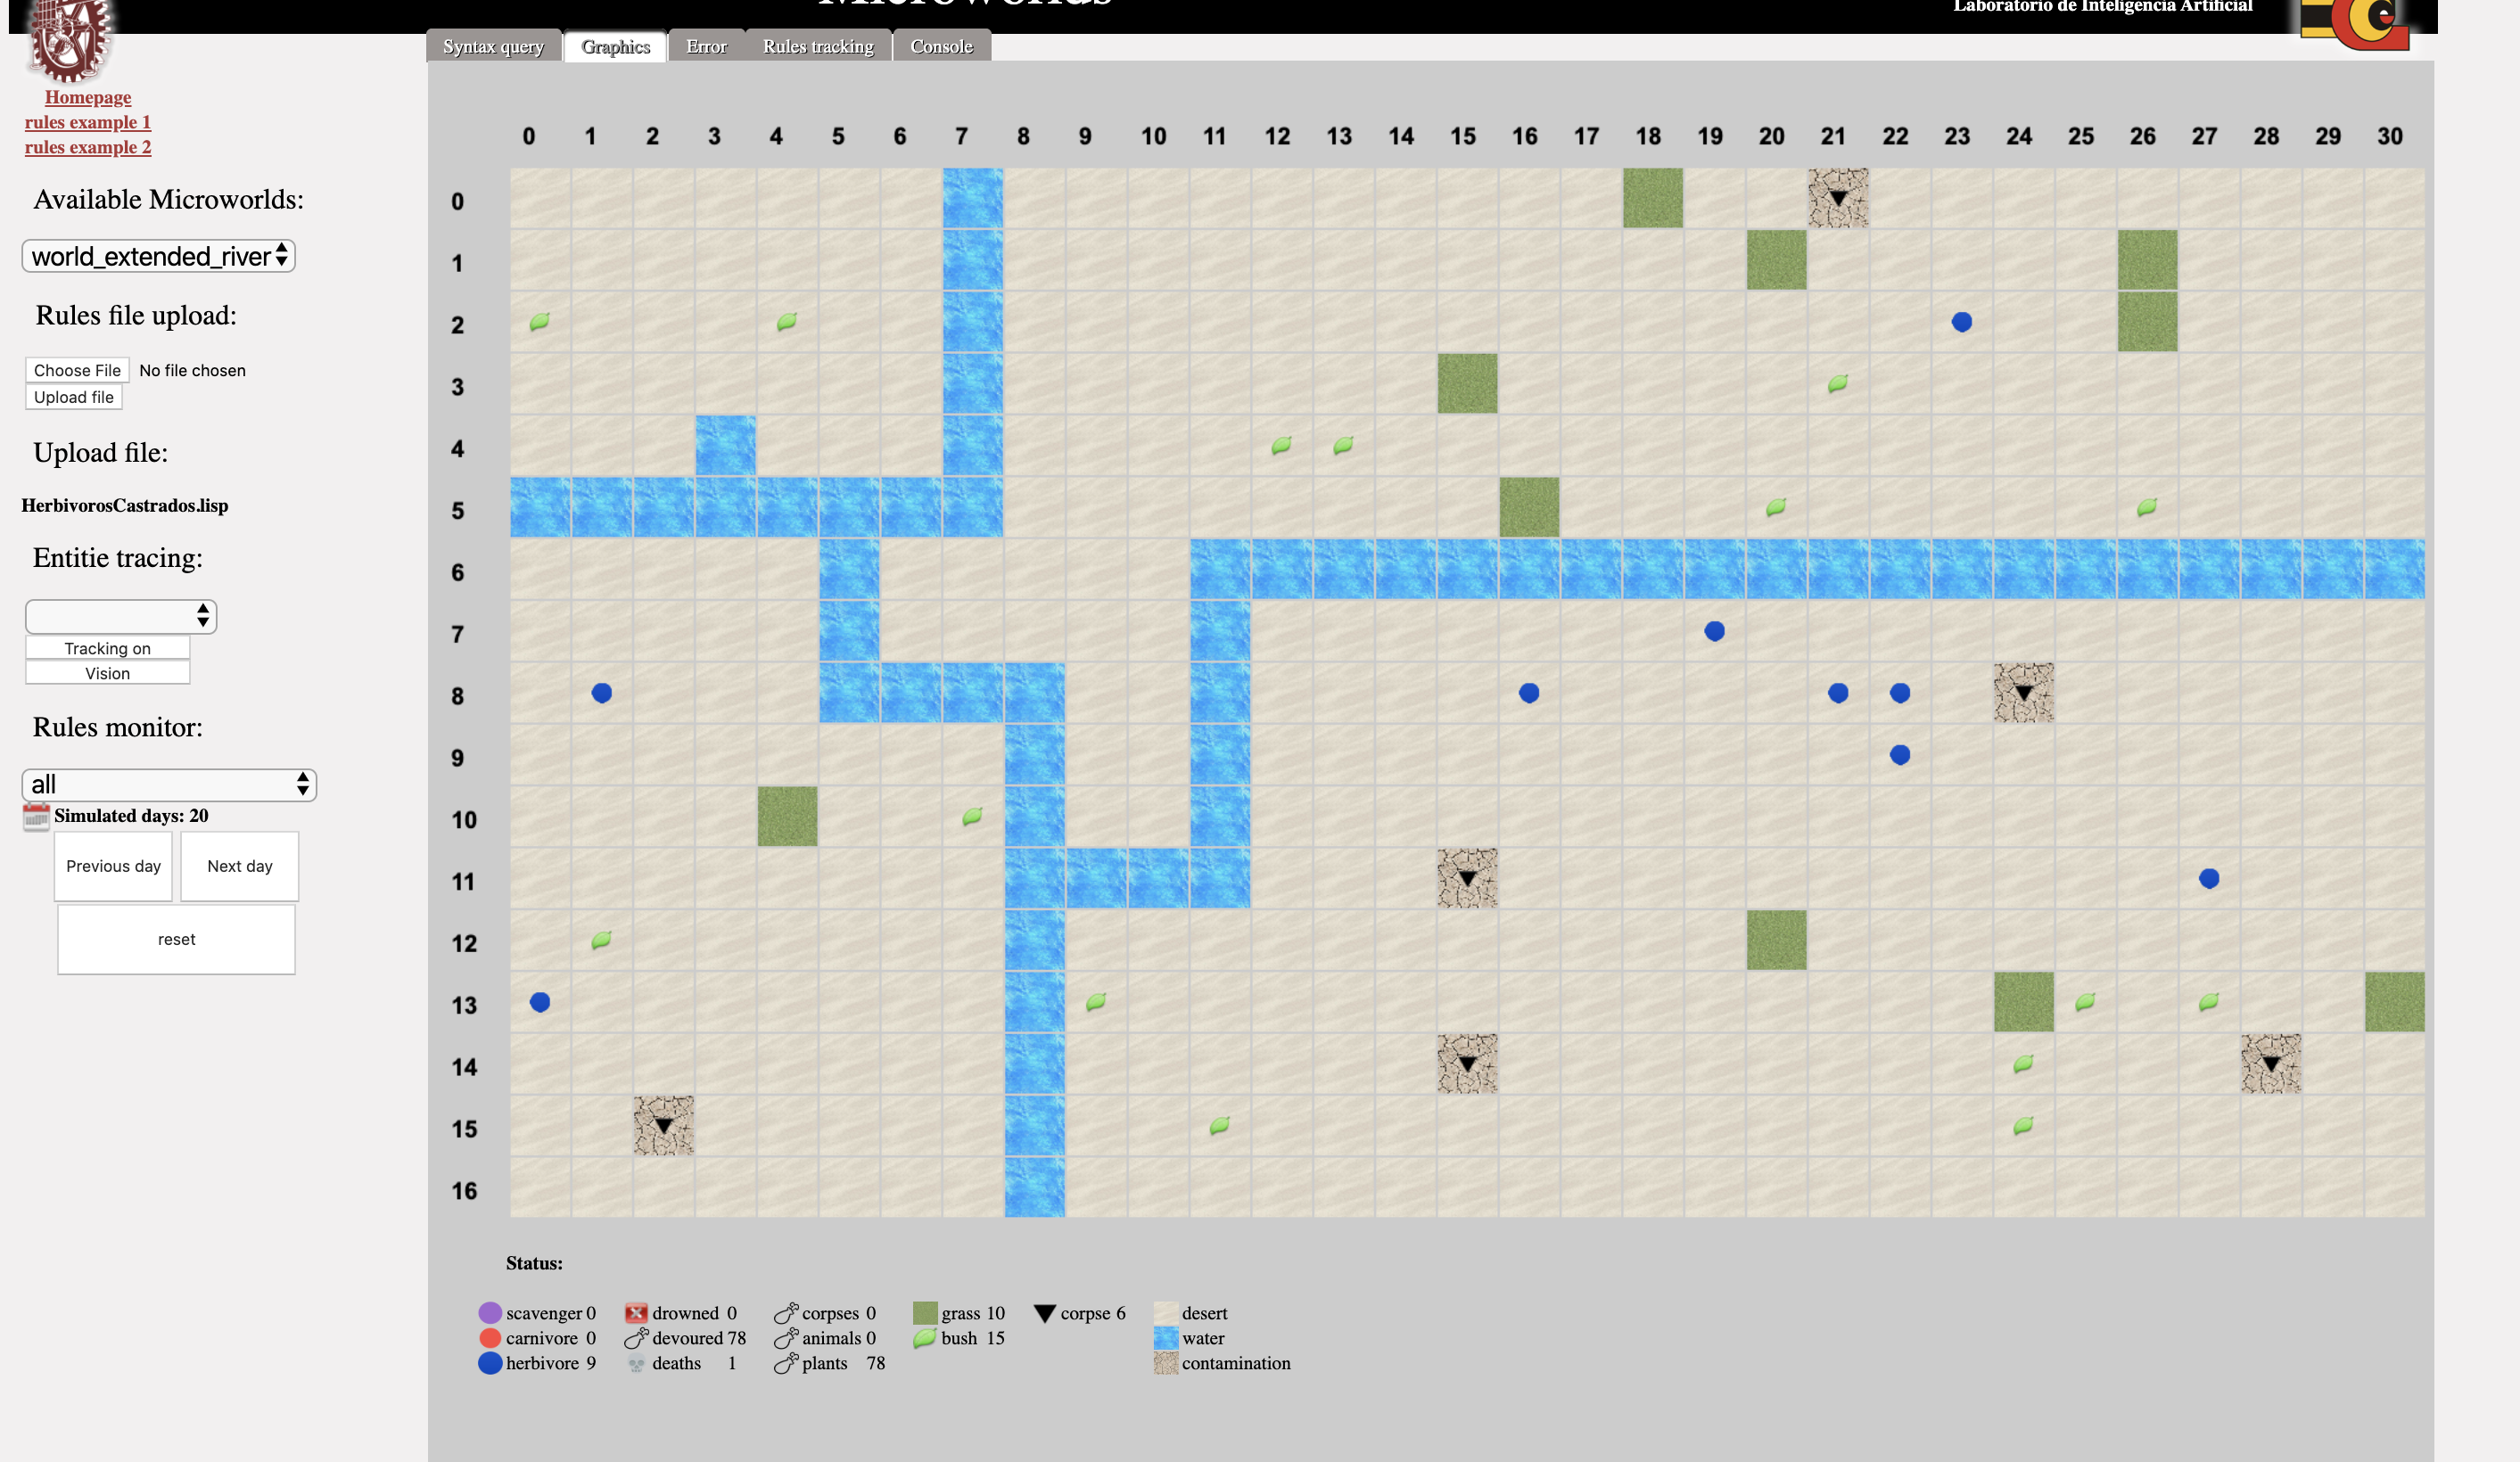 Microworlds
Laboratorio de Inteligencia Artificial
Syntax query Graphics Error Rules tracking Console
Homepage
rules example 1
rules example 2
Available Microworlds:
world_extended_river
Rules file upload:
Choose File No file chosen
Upload file
Upload file:
HerbivorosCastrados.lisp
Entitie tracing:
Tracking on
Vision
Rules monitor:
all
Simulated days: 20
Previous day Next day
reset
0 1 2 3 4 5 6 7 8 9 10 11 12 13 14 15 16 17 18 19 20 21 22 23 24 25 26 27 28 29 30
0
1
2
3
4
5
6
7
8
9
10
11
12
13
14
15
16
Status:
scavenger 0 drowned 0 corpses 0 grass 10 corpse 6 desert
carnivore 0 devoured 78 animals 0 bush 15 water
herbivore 9 deaths 1 plants 78 contamination